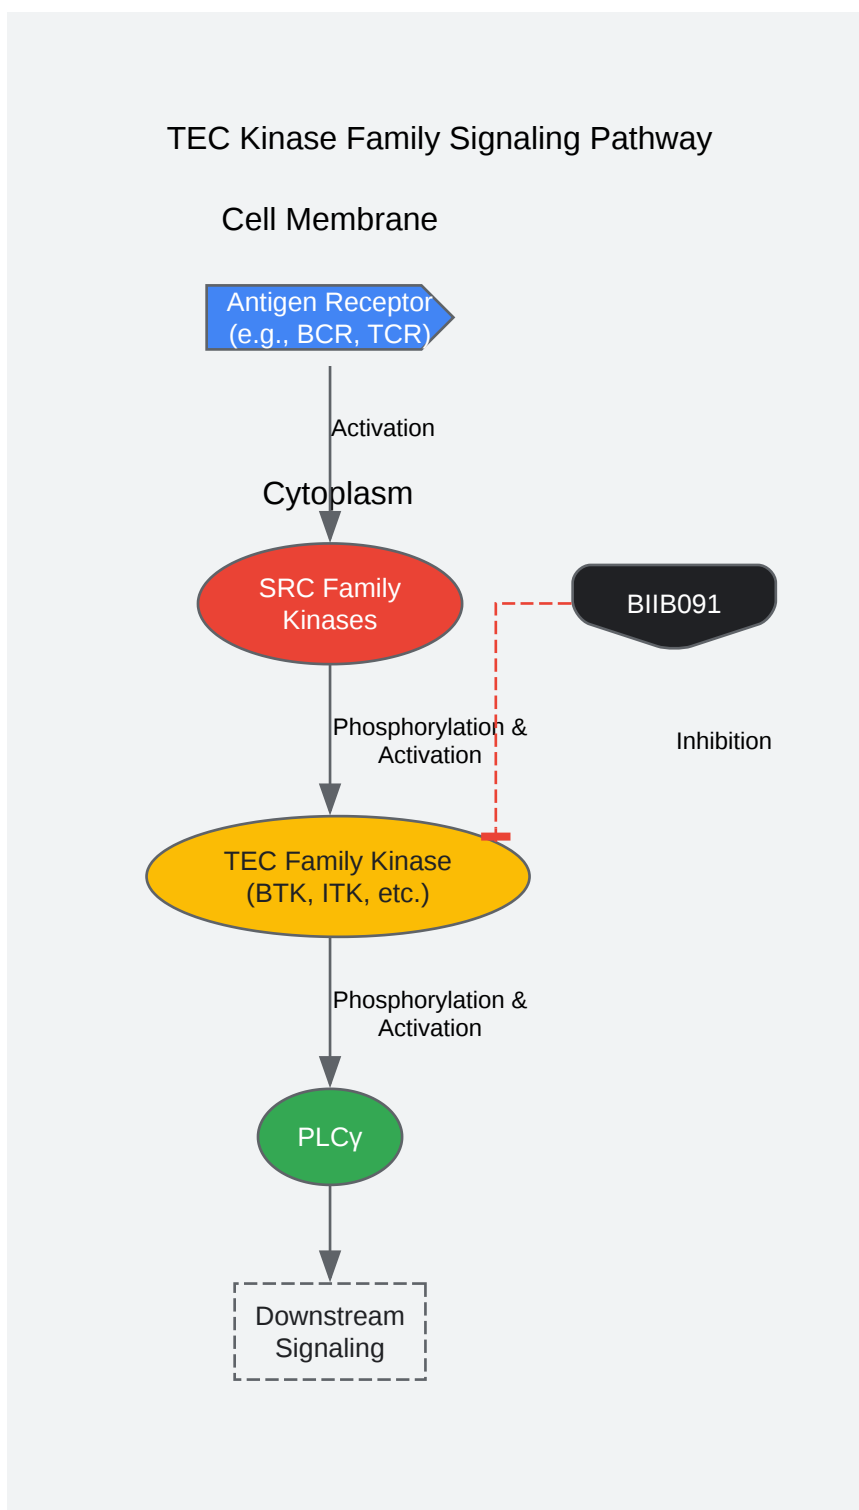 TEC Kinase Family Signaling Pathway
Cell Membrane
Antigen Receptor
(e.g., BCR, TCR)
Activation
Cytoplasm
SRC Family
Kinases
BIIB091
Phosphorylation &
Activation
Inhibition
TEC Family Kinase
(BTK, ITK, etc.)
Phosphorylation &
Activation
PLCγ
Downstream
Signaling